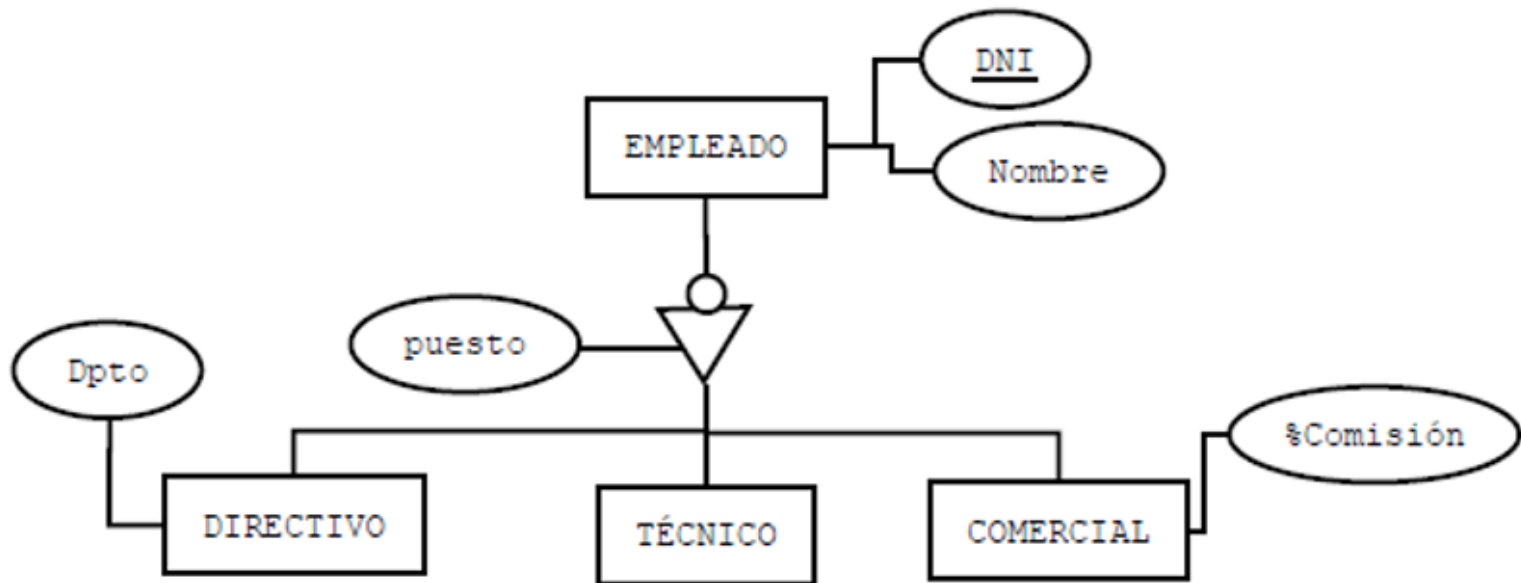 DNI
EMPLEADO
Nombre
puesto
Dpto
%Comisión
DIRECTIVO
TÉCNICO
COMERCIAL